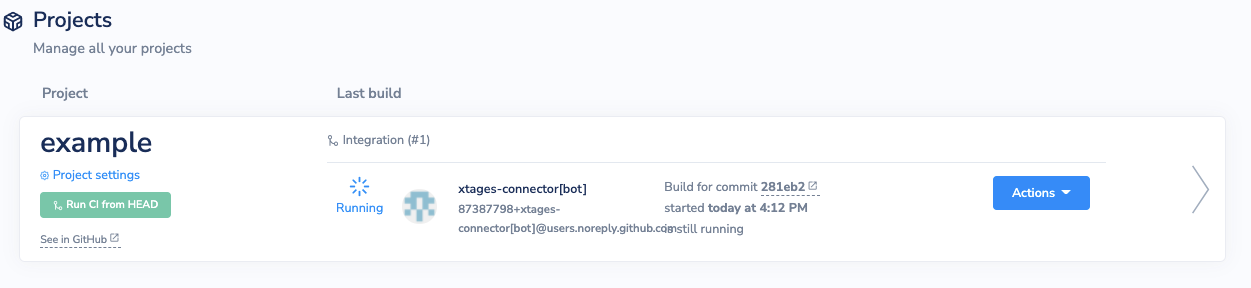 Projects
Manage all your projects
Project
Last build
example
Project settings
Run CI from HEAD
See in GitHub
Integration (#1)
Running
xtages-connector[bot]
87387798+xtages-
connector[bot]@users.noreply.github.com
Build for commit 281eb2
started today at 4:12 PM
is still running
Actions